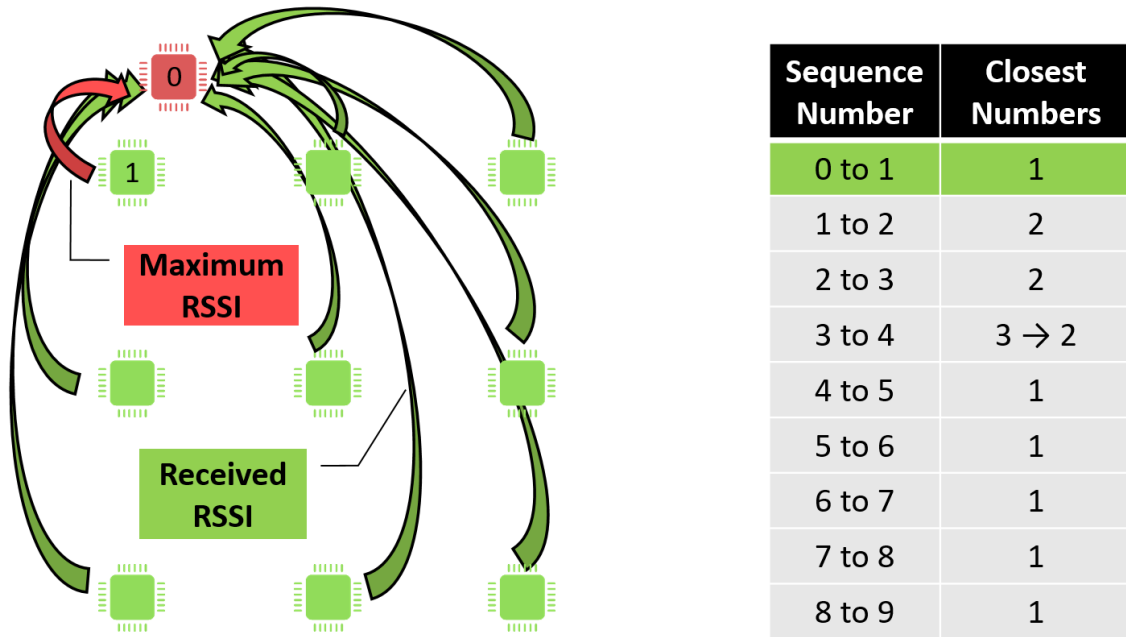 0
1
Maximum
RSSI
Received
RSSI
Sequence Number Closest Numbers
0 to 1 1
1 to 2 2
2 to 3 2
3 to 4 3 → 2
4 to 5 1
5 to 6 1
6 to 7 1
7 to 8 1
8 to 9 1